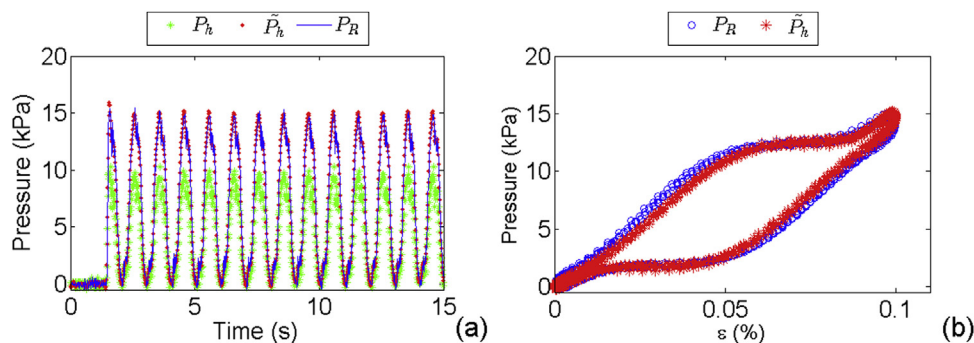 P_h P̃_h P_R
Pressure (kPa)
20
15
10
5
0
0 5 10 15
Time (s)
(a)
P_R P̃_h
Pressure (kPa)
20
15
10
5
0
0 0.05 0.1
ε (%)
(b)